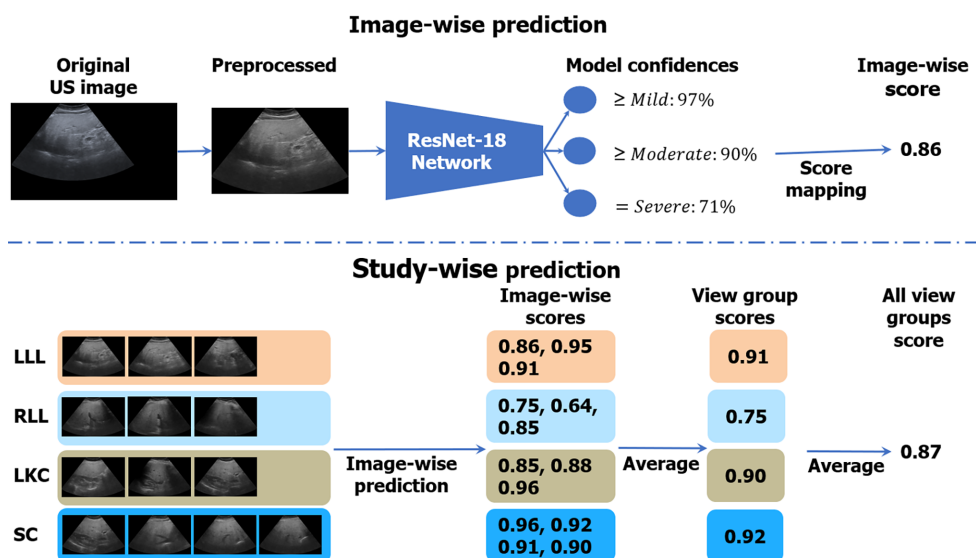 Image-wise prediction
Original
US image
Preprocessed
Model confidences
Image-wise
score
ResNet-18
Network
≥ Mild: 97%
≥ Moderate: 90%
= Severe: 71%
Score
mapping
0.86
Study-wise prediction
Image-wise
scores
View group
scores
All view
groups
score
LLL
0.86, 0.95
0.91
0.91
RLL
0.75, 0.64,
0.85
0.75
LKC
0.85, 0.88
0.96
0.90
SC
0.96, 0.92
0.91, 0.90
0.92
Image-wise
prediction
Average
Average
0.87